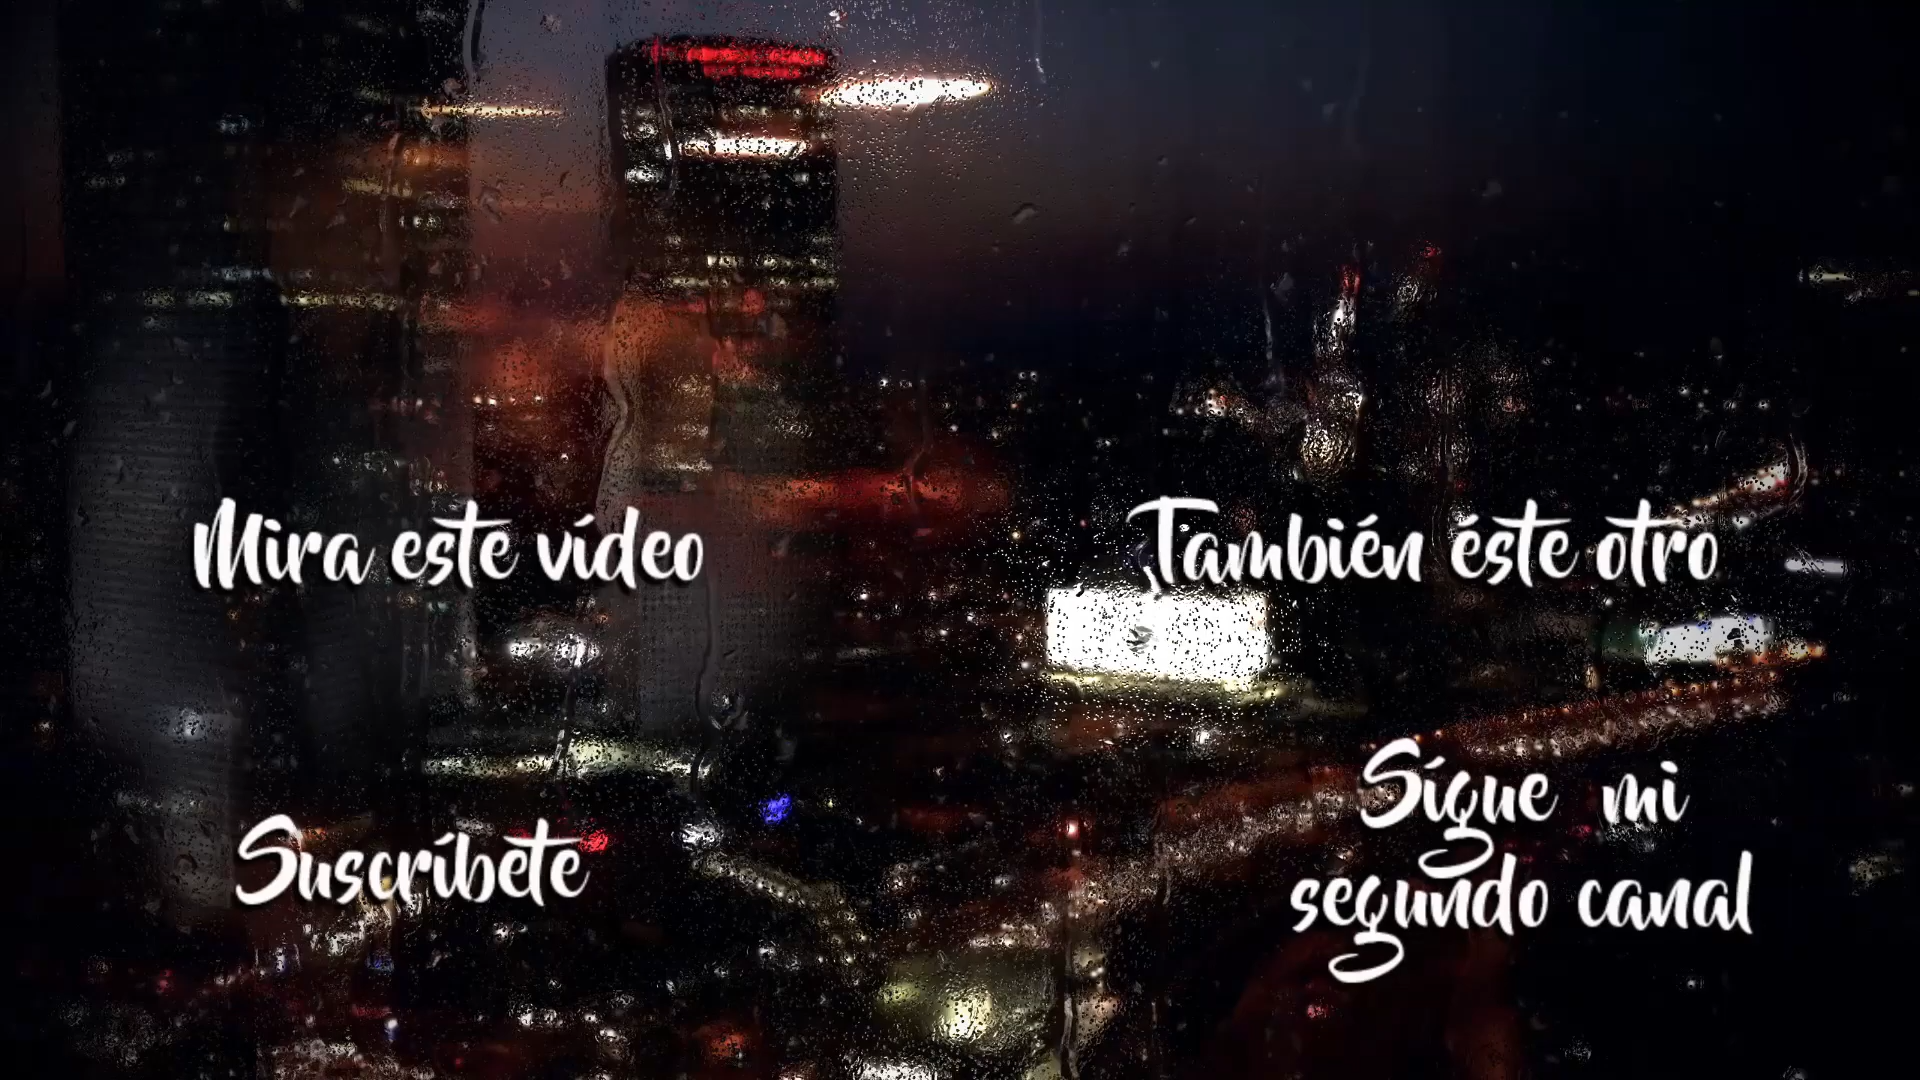 Mira este vídeo
También éste otro
Suscríbete
Sígue mi
segundo canal